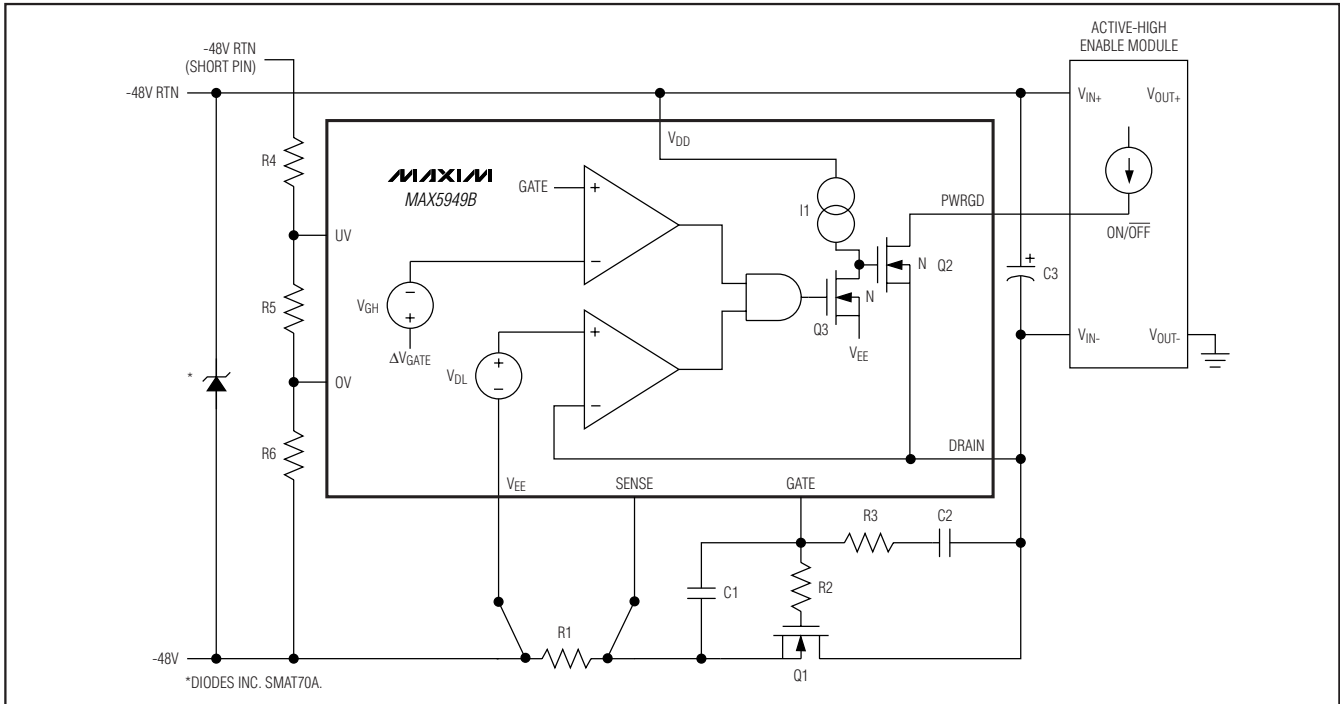 ACTIVE-HIGH
ENABLE MODULE
-48V RTN
(SHORT PIN)
-48V RTN
VIN+
VOUT+
VDD
R4
MAXIM
MAX5949B
GATE
+
−
I1
PWRGD
ON/OFF
UV
N
Q2
+
C3
R5
VGH
−
+
ΔVGATE
N
Q3
VEE
VIN-
VOUT-
*
OV
VDL
+
−
+
−
R6
DRAIN
VEE
SENSE
GATE
R3
C2
C1
R2
R1
-48V
Q1
*DIODES INC. SMAT70A.